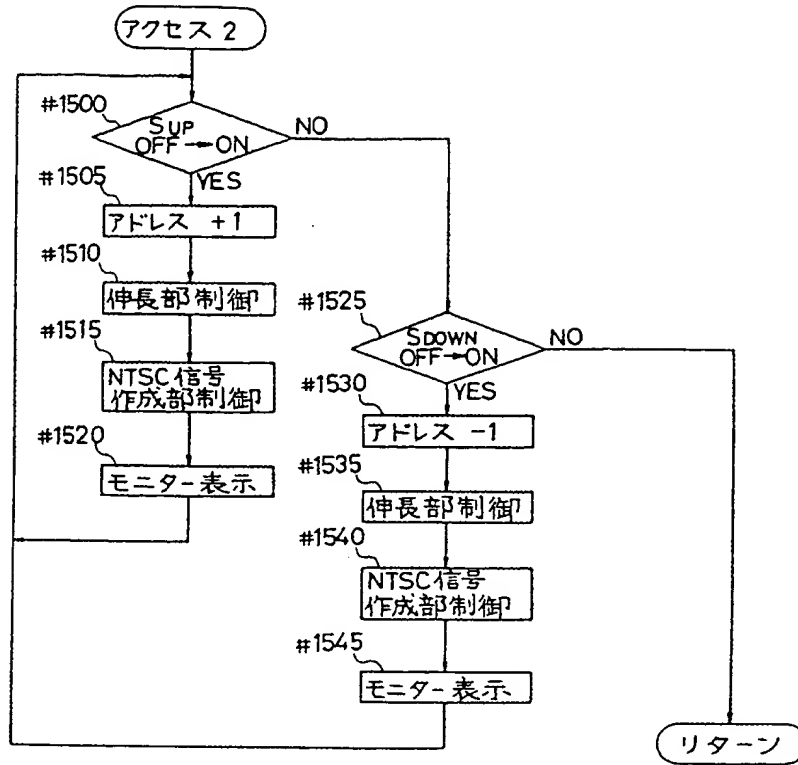 アクセス 2
#1500
SUP
OFF→ON
NO
YES
#1505
アドレス +1
#1510
伸長部制御
#1515
NTSC信号
作成部制御
#1520
モニター表示
#1525
SDOWN
OFF→ON
NO
YES
#1530
アドレス -1
#1535
伸長部制御
#1540
NTSC信号
作成部制御
#1545
モニター表示
リターン